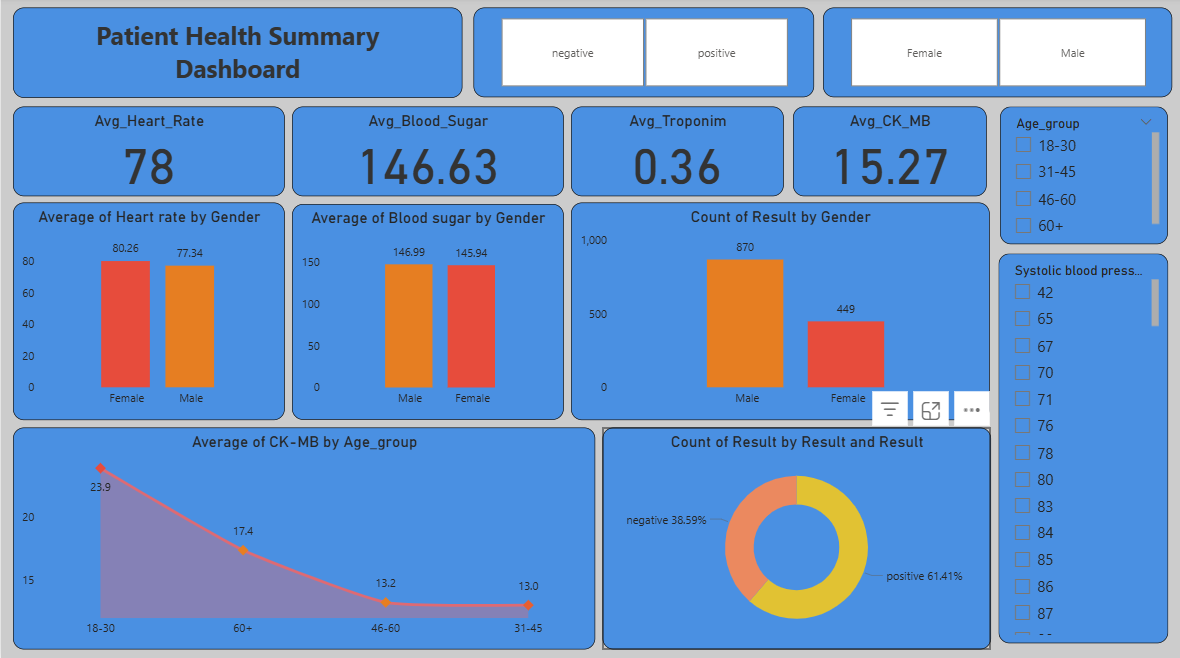 Patient Health Summary
Dashboard
negative
positive
Female
Male
Avg_Heart_Rate
78
Avg_Blood_Sugar
146.63
Avg_Troponim
0.36
Avg_CK_MB
15.27
Age_group
18-30
31-45
46-60
60+
Average of Heart rate by Gender
80
60
40
20
0
80.26
77.34
Female
Male
Average of Blood sugar by Gender
150
100
50
0
146.99
145.94
Male
Female
Count of Result by Gender
1,000
500
0
870
449
Male
Female
Systolic blood press...
42
65
67
70
71
76
78
80
83
84
85
86
87
Average of CK-MB by Age_group
20
15
23.9
17.4
13.2
13.0
18-30
60+
46-60
31-45
Count of Result by Result and Result
negative 38.59%
positive 61.41%